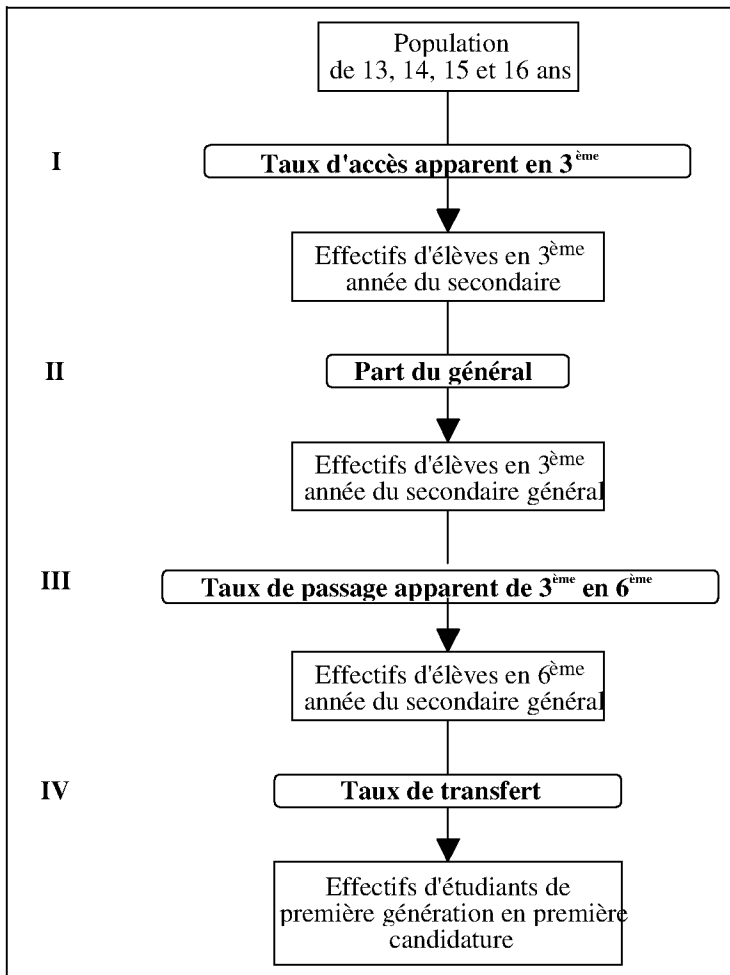 Population
de 13, 14, 15 et 16 ans
I
Taux d'accès apparent en 3ème
Effectifs d'élèves en 3ème
année du secondaire
II
Part du général
Effectifs d'élèves en 3ème
année du secondaire général
III
Taux de passage apparent de 3ème en 6ème
Effectifs d'élèves en 6ème
année du secondaire général
IV
Taux de transfert
Effectifs d'étudiants de
première génération en première
candidature